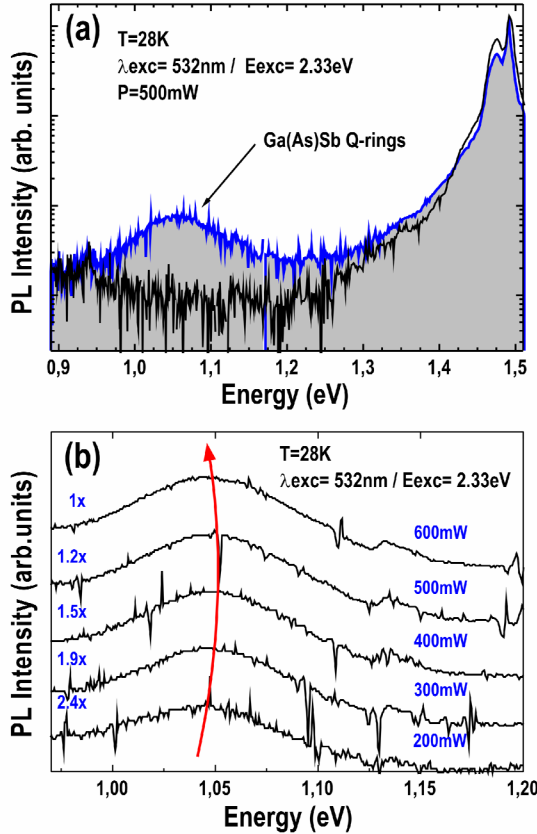 (a)
T=28K
λexc= 532nm / Eexc= 2.33eV
P=500mW
Ga(As)Sb Q-rings
PL Intensity (arb. units)
0,9 1,0 1,1 1,2 1,3 1,4 1,5
Energy (eV)
(b)
T=28K
λexc= 532nm / Eexc= 2.33eV
1x
600mW
1.2x
500mW
1.5x
400mW
1.9x
300mW
2.4x
200mW
PL Intensity (arb.units)
1,00 1,05 1,10 1,15 1,20
Energy (eV)